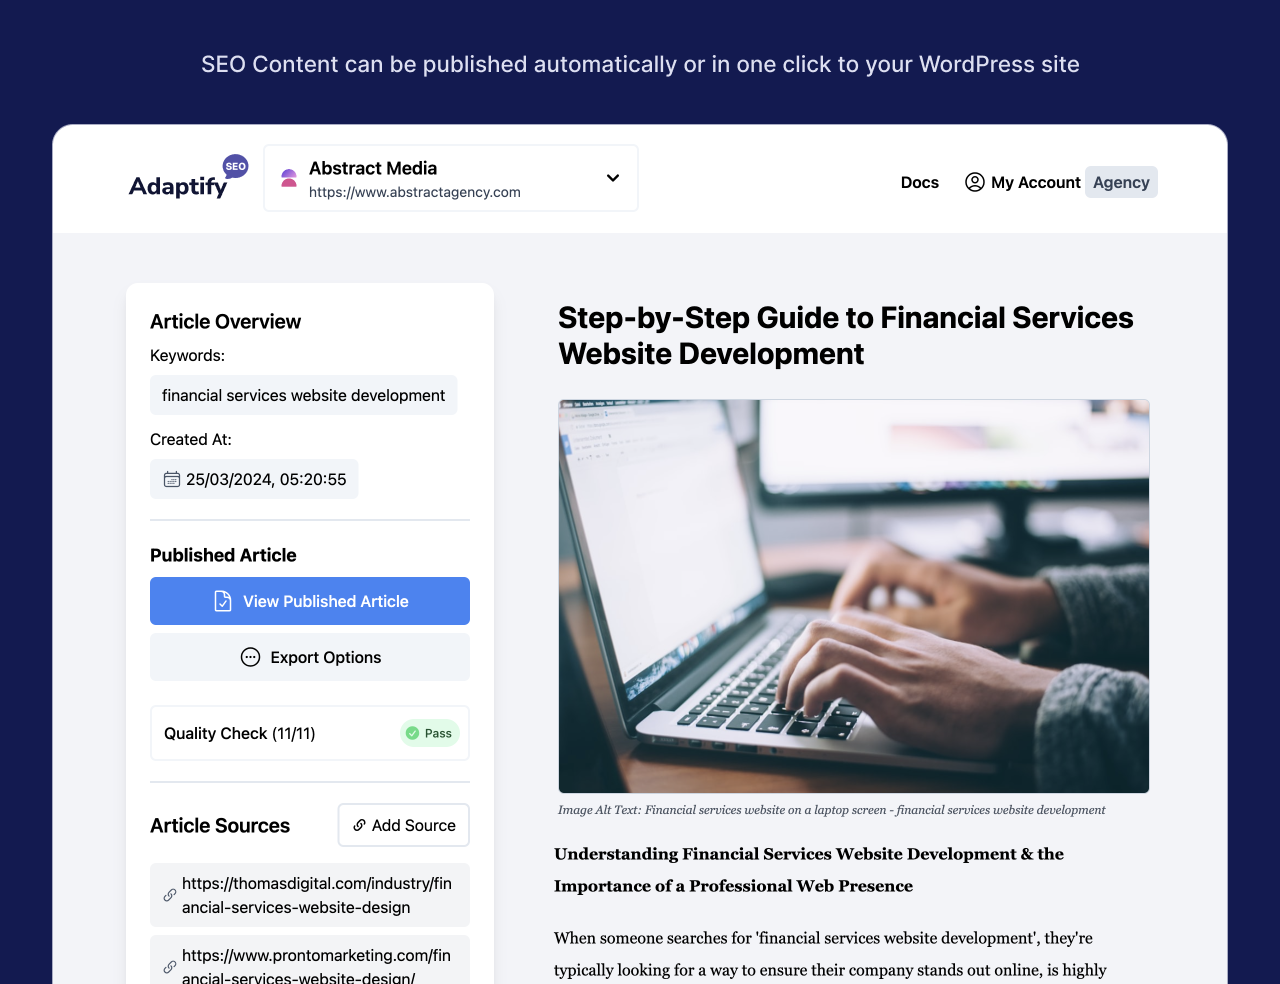 SEO Content can be published automatically or in one click to your WordPress site
Adaptify
SEO
Abstract Media
https://www.abstractagency.com
Docs
My Account
Agency
Article Overview
Keywords:
financial services website development
Created At:
25/03/2024, 05:20:55
Published Article
View Published Article
Export Options
Quality Check (11/11)
Pass
Article Sources
Add Source
https://thomasdigital.com/industry/fin
ancial-services-website-design
https://www.prontomarketing.com/fin
ancial-services-website-design/
Step-by-Step Guide to Financial Services
Website Development
Image Alt Text: Financial services website on a laptop screen - financial services website development
Understanding Financial Services Website Development & the
Importance of a Professional Web Presence
When someone searches for 'financial services website development', they're
typically looking for a way to ensure their company stands out online, is highly